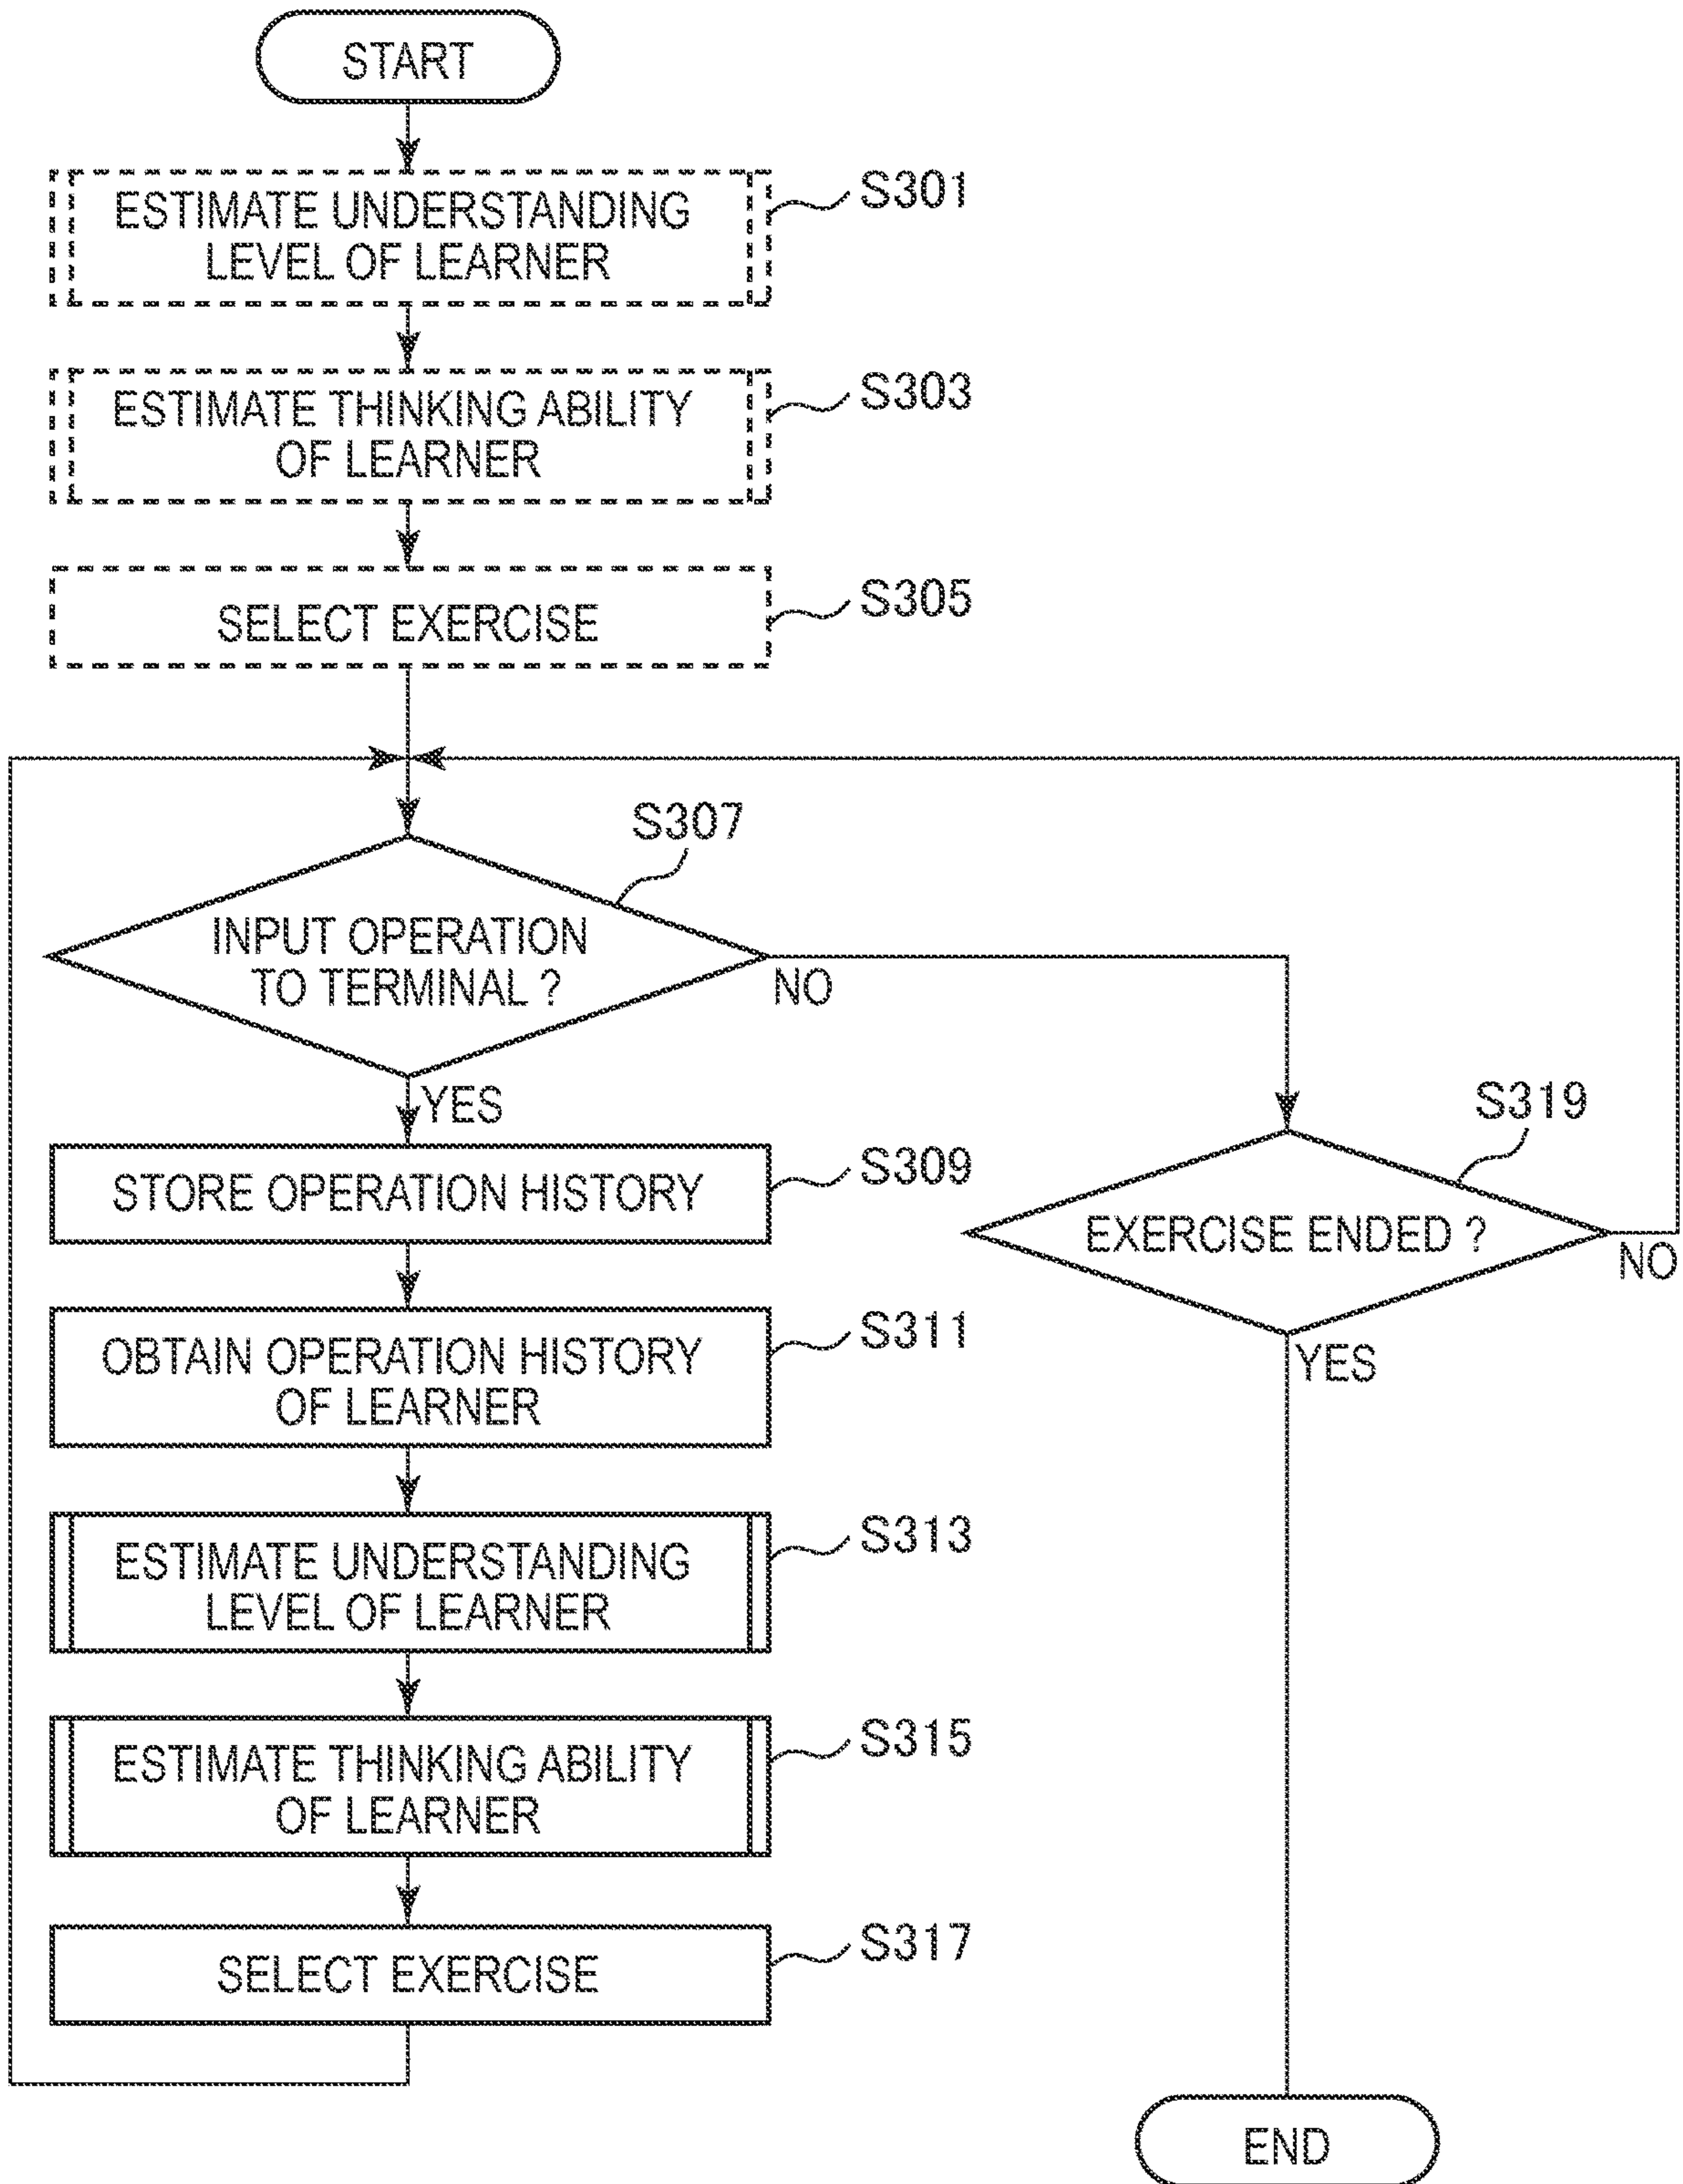 START
ESTIMATE UNDERSTANDING
LEVEL OF LEARNER
S301
ESTIMATE THINKING ABILITY
OF LEARNER
S303
SELECT EXERCISE
S305
S307
INPUT OPERATION
TO TERMINAL ?
NO
YES
STORE OPERATION HISTORY
S309
OBTAIN OPERATION HISTORY
OF LEARNER
S311
ESTIMATE UNDERSTANDING
LEVEL OF LEARNER
S313
ESTIMATE THINKING ABILITY
OF LEARNER
S315
SELECT EXERCISE
S317
S319
EXERCISE ENDED ?
NO
YES
END